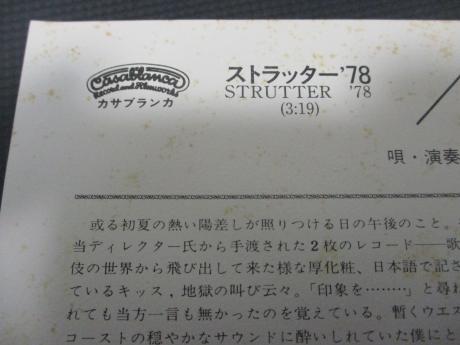 Casablanca
Record and Filmworks
カサブランカ
ストラッター'78
STRUTTER '78
(3:19)
唄・演奏
或る初夏の熱い陽差しが照りつける日の午後のこと。
当ディレクター氏から手渡された2枚のレコード——歌
伎の世界から飛び出して来た様な厚化粧、日本語で記さ
ているキッス,地獄の叫び云々。「印象を………」と尋ね
れても当方一言も無かったのを覚えている。暫くウエス
コーストの穏やかなサウンドに酔いしれていた僕にと